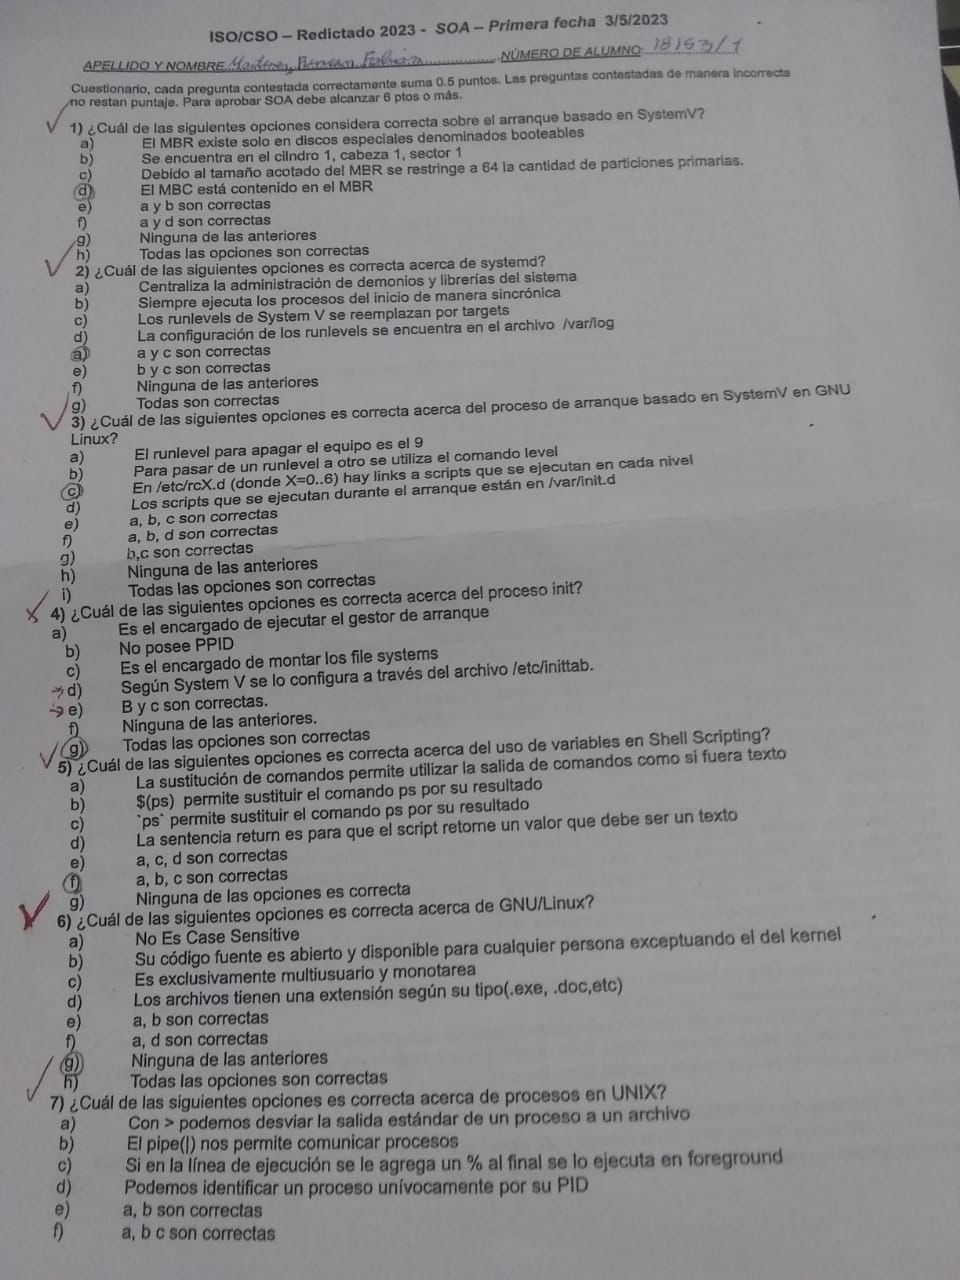 ISO/CSO – Redictado 2023 - SOA – Primera fecha 3/5/2023
APELLIDO Y NOMBRE: NÚMERO DE ALUMNO: 18153/1
Cuestionario, cada pregunta contestada correctamente suma 0.5 puntos. Las preguntas contestadas de manera incorrecta
no restan puntaje. Para aprobar SOA debe alcanzar 6 ptos o más.
1) ¿Cuál de las siguientes opciones considera correcta sobre el arranque basado en SystemV?
a) El MBR existe solo en discos especiales denominados booteables
b) Se encuentra en el cilndro 1, cabeza 1, sector 1
c) Debido al tamaño acotado del MBR se restringe a 64 la cantidad de particiones primarias.
d) El MBC está contenido en el MBR
e) a y b son correctas
f) a y d son correctas
g) Ninguna de las anteriores
h) Todas las opciones son correctas
2) ¿Cuál de las siguientes opciones es correcta acerca de systemd?
a) Centraliza la administración de demonios y librerías del sistema
b) Siempre ejecuta los procesos del inicio de manera sincrónica
c) Los runlevels de System V se reemplazan por targets
d) La configuración de los runlevels se encuentra en el archivo /var/log
a) a y c son correctas
e) b y c son correctas
f) Ninguna de las anteriores
g) Todas son correctas
3) ¿Cuál de las siguientes opciones es correcta acerca del proceso de arranque basado en SystemV en GNU
Linux?
a) El runlevel para apagar el equipo es el 9
b) Para pasar de un runlevel a otro se utiliza el comando level
c) En /etc/rcX.d (donde X=0..6) hay links a scripts que se ejecutan en cada nivel
d) Los scripts que se ejecutan durante el arranque están en /var/init.d
e) a, b, c son correctas
f) a, b, d son correctas
g) b,c son correctas
h) Ninguna de las anteriores
i) Todas las opciones son correctas
4) ¿Cuál de las siguientes opciones es correcta acerca del proceso init?
a) Es el encargado de ejecutar el gestor de arranque
b) No posee PPID
c) Es el encargado de montar los file systems
d) Según System V se lo configura a través del archivo /etc/inittab.
e) B y c son correctas.
f) Ninguna de las anteriores.
g) Todas las opciones son correctas
5) ¿Cuál de las siguientes opciones es correcta acerca del uso de variables en Shell Scripting?
a) La sustitución de comandos permite utilizar la salida de comandos como si fuera texto
b) $(ps) permite sustituir el comando ps por su resultado
c) `ps` permite sustituir el comando ps por su resultado
d) La sentencia return es para que el script retorne un valor que debe ser un texto
e) a, c, d son correctas
f) a, b, c son correctas
g) Ninguna de las opciones es correcta
6) ¿Cuál de las siguientes opciones es correcta acerca de GNU/Linux?
a) No Es Case Sensitive
b) Su código fuente es abierto y disponible para cualquier persona exceptuando el del kernel
c) Es exclusivamente multiusuario y monotarea
d) Los archivos tienen una extensión según su tipo(.exe, .doc,etc)
e) a, b son correctas
f) a, d son correctas
g) Ninguna de las anteriores
h) Todas las opciones son correctas
7) ¿Cuál de las siguientes opciones es correcta acerca de procesos en UNIX?
a) Con > podemos desviar la salida estándar de un proceso a un archivo
b) El pipe(|) nos permite comunicar procesos
c) Si en la línea de ejecución se le agrega un % al final se lo ejecuta en foreground
d) Podemos identificar un proceso unívocamente por su PID
e) a, b son correctas
f) a, b c son correctas